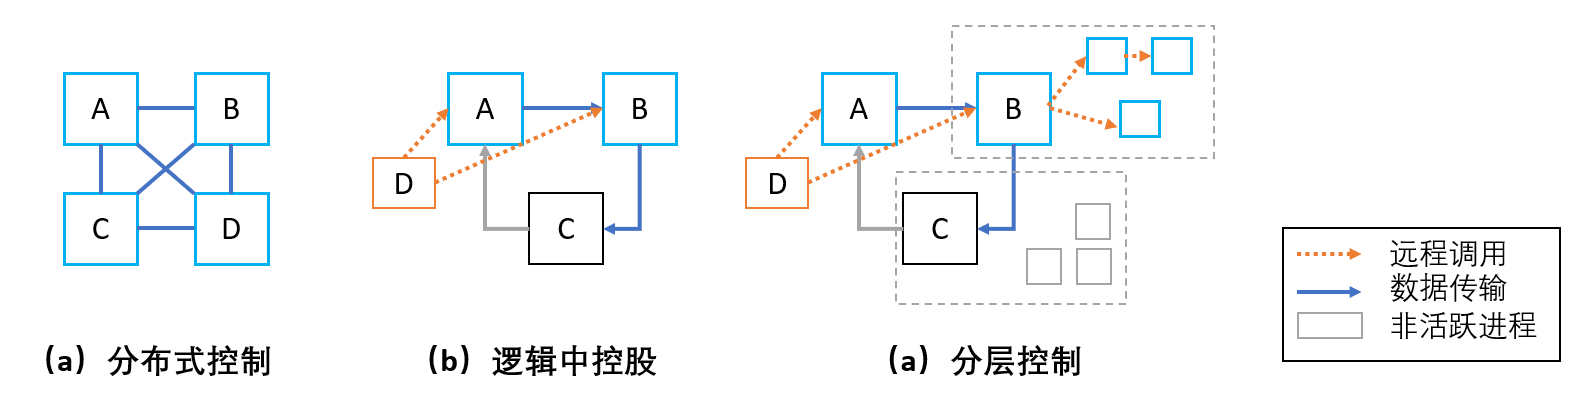 A B
C D
(a) 分布式控制
A B
D
C
(b) 逻辑中控股
A B
D
C
(a) 分层控制
远程调用
数据传输
非活跃进程